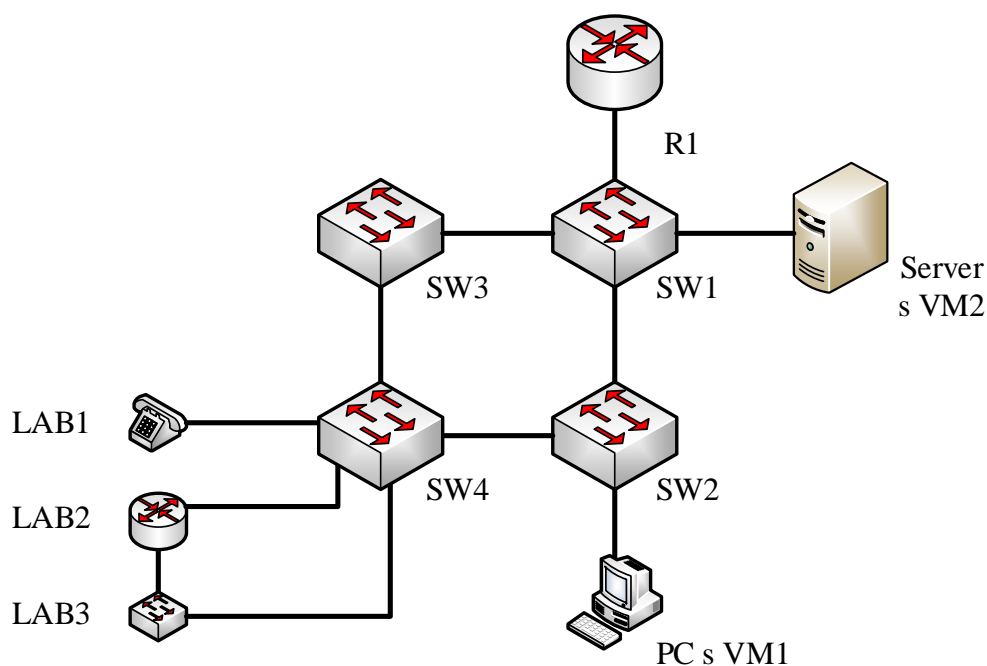 R1
SW3
SW1
Server
s VM2
LAB1
SW4
SW2
LAB2
LAB3
PC s VM1